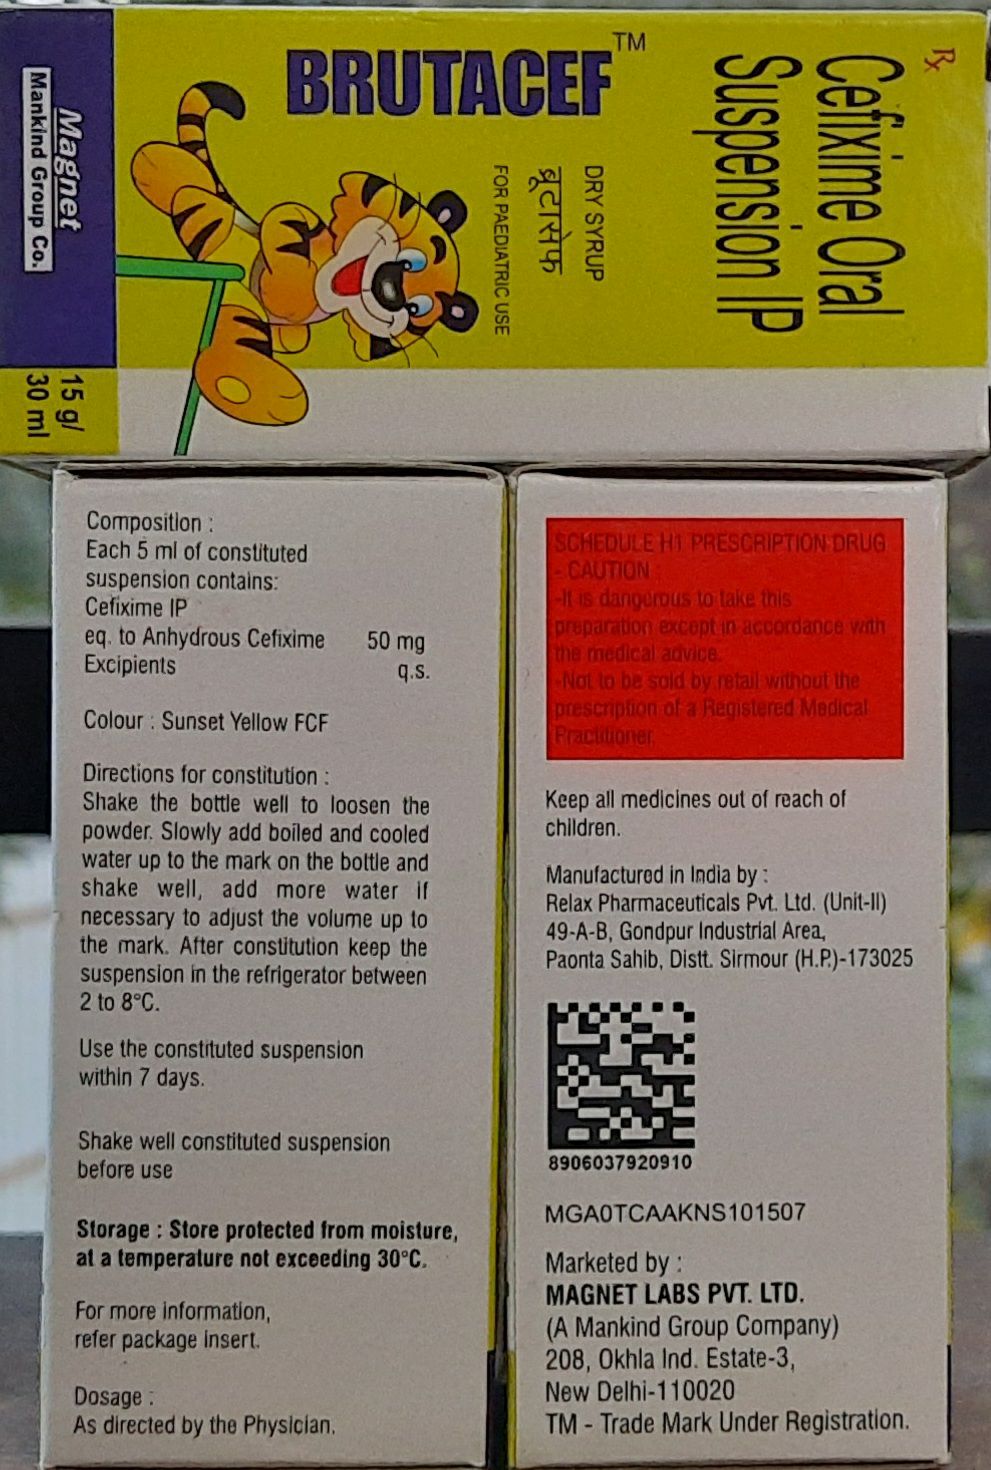 Rx
Cefixime Oral
Suspension IP
BRUTACEF™
DRY SYRUP
ब्रूटासेफ
FOR PAEDIATRIC USE
Magnet
Mankind Group Co.
15 g/
30 ml
Composition :
Each 5 ml of constituted
suspension contains:
Cefixime IP
eq. to Anhydrous Cefixime 50 mg
Excipients q.s.
Colour : Sunset Yellow FCF
Directions for constitution :
Shake the bottle well to loosen the
powder. Slowly add boiled and cooled
water up to the mark on the bottle and
shake well, add more water if
necessary to adjust the volume up to
the mark. After constitution keep the
suspension in the refrigerator between
2 to 8°C.
Use the constituted suspension
within 7 days.
Shake well constituted suspension
before use
Storage : Store protected from moisture,
at a temperature not exceeding 30°C.
For more information,
refer package insert.
Dosage :
As directed by the Physician.
SCHEDULE H1 PRESCRIPTION DRUG
- CAUTION :
-It is dangorous to take this
preparation except in accordance with
the medical advice.
-Not to be sold by retail without the
prescription of a Registered Medical
Practitioner.
Keep all medicines out of reach of
children.
Manufactured in India by :
Relax Pharmaceuticals Pvt. Ltd. (Unit-II)
49-A-B, Gondpur Industrial Area,
Paonta Sahib, Distt. Sirmour (H.P.)-173025
8906037920910
MGA0TCAAKNS101507
Marketed by :
MAGNET LABS PVT. LTD.
(A Mankind Group Company)
208, Okhla Ind. Estate-3,
New Delhi-110020
TM - Trade Mark Under Registration.